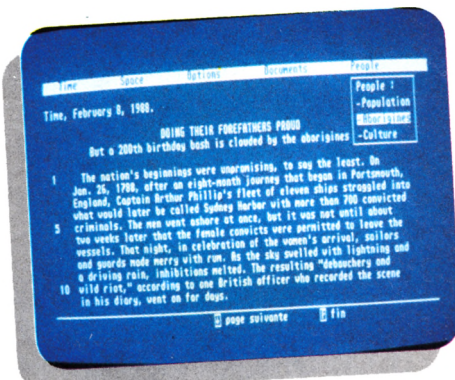 Time Space Options Documents People
People :
-Population
-Aborigines
-Culture
Time, February 8, 1988.
DOING THEIR FOREFATHERS PROUD
But a 200th birthday bash is clouded by the aborigines
1 The nation's beginnings were unpromising, to say the least. On
Jan. 26, 1788, after an eight-month journey that began in Portsmouth,
England, Captain Arthur Phillip's fleet of eleven ships straggled into
what would later be called Sydney Harbor with more than 700 convicted
5 criminals. The men went ashore at once, but it was not until about
two weeks later that the female convicts were permitted to leave the
vessels. That night, in celebration of the women's arrival, sailors
and guards made merry with rum. As the sky swelled with lightning and
a driving rain, inhibitions melted. The resulting "debauchery and
10 wild riot," according to one British officer who recorded the scene
in his diary, went on for days.
page suivante fin